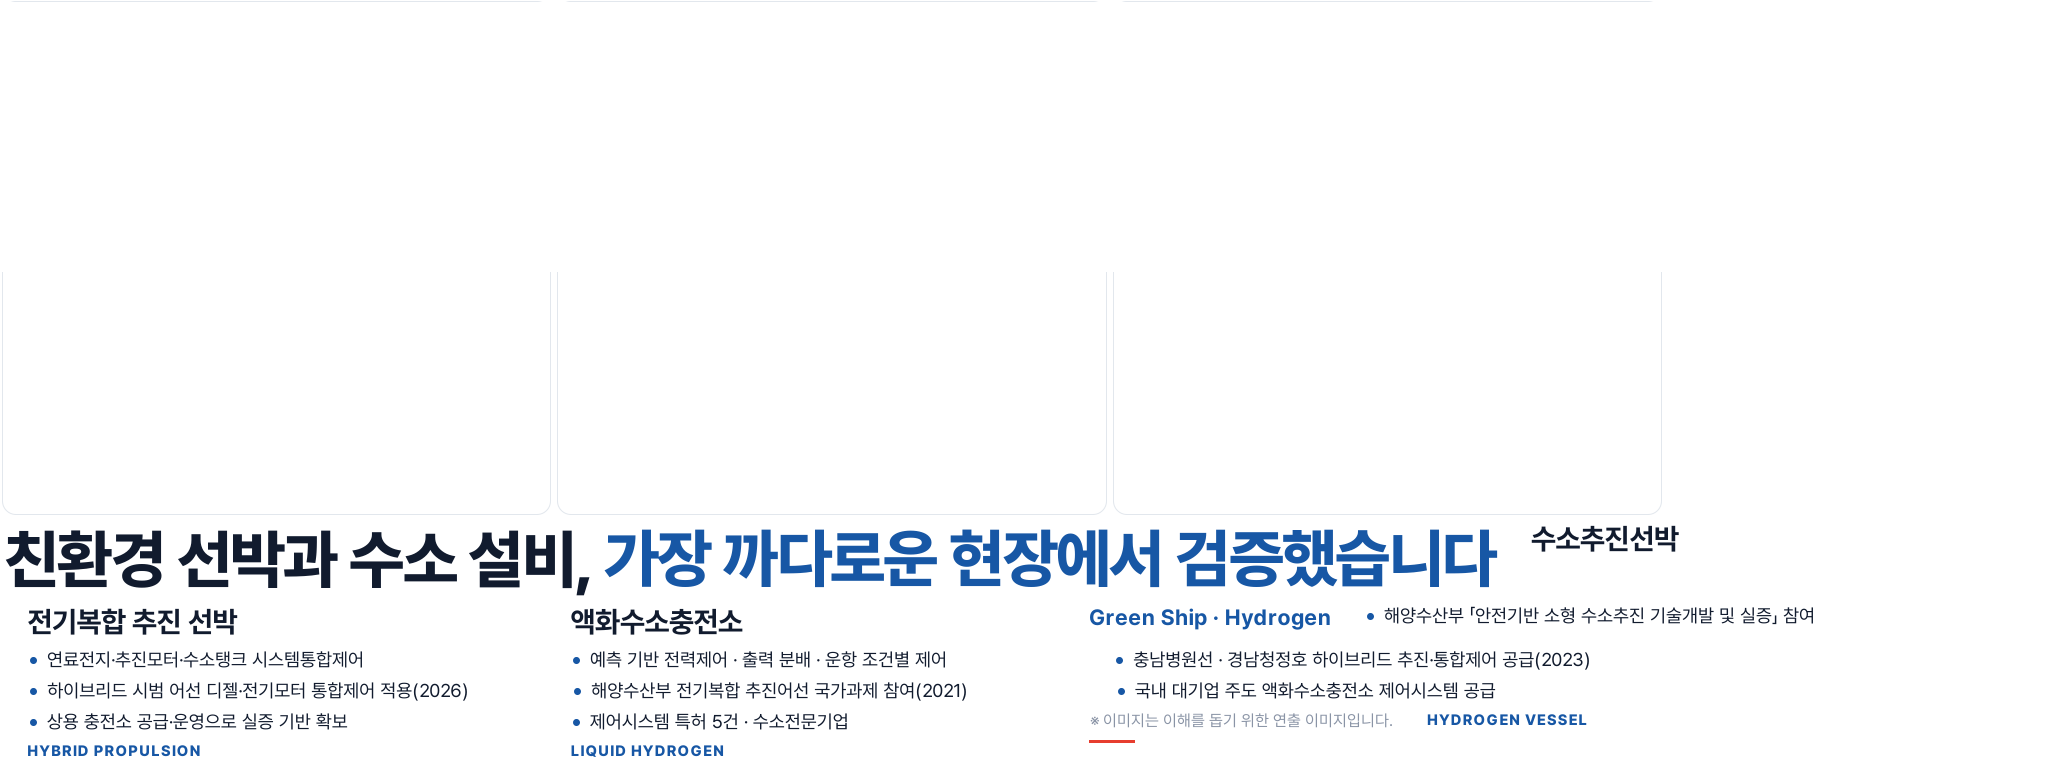 친환경 선박과 수소 설비, 가장 까다로운 현장에서 검증했습니다
수소추진선박
전기복합 추진 선박
액화수소충전소
Green Ship · Hydrogen
• 해양수산부 「안전기반 소형 수소추진 기술개발 및 실증」 참여
• 연료전지·추진모터·수소탱크 시스템통합제어
• 예측 기반 전력제어 · 출력 분배 · 운항 조건별 제어
• 충남병원선 · 경남청정호 하이브리드 추진·통합제어 공급(2023)
• 하이브리드 시범 어선 디젤·전기모터 통합제어 적용(2026)
• 해양수산부 전기복합 추진어선 국가과제 참여(2021)
• 국내 대기업 주도 액화수소충전소 제어시스템 공급
• 상용 충전소 공급·운영으로 실증 기반 확보
• 제어시스템 특허 5건 · 수소전문기업
※ 이미지는 이해를 돕기 위한 연출 이미지입니다.
HYDROGEN VESSEL
HYBRID PROPULSION
LIQUID HYDROGEN